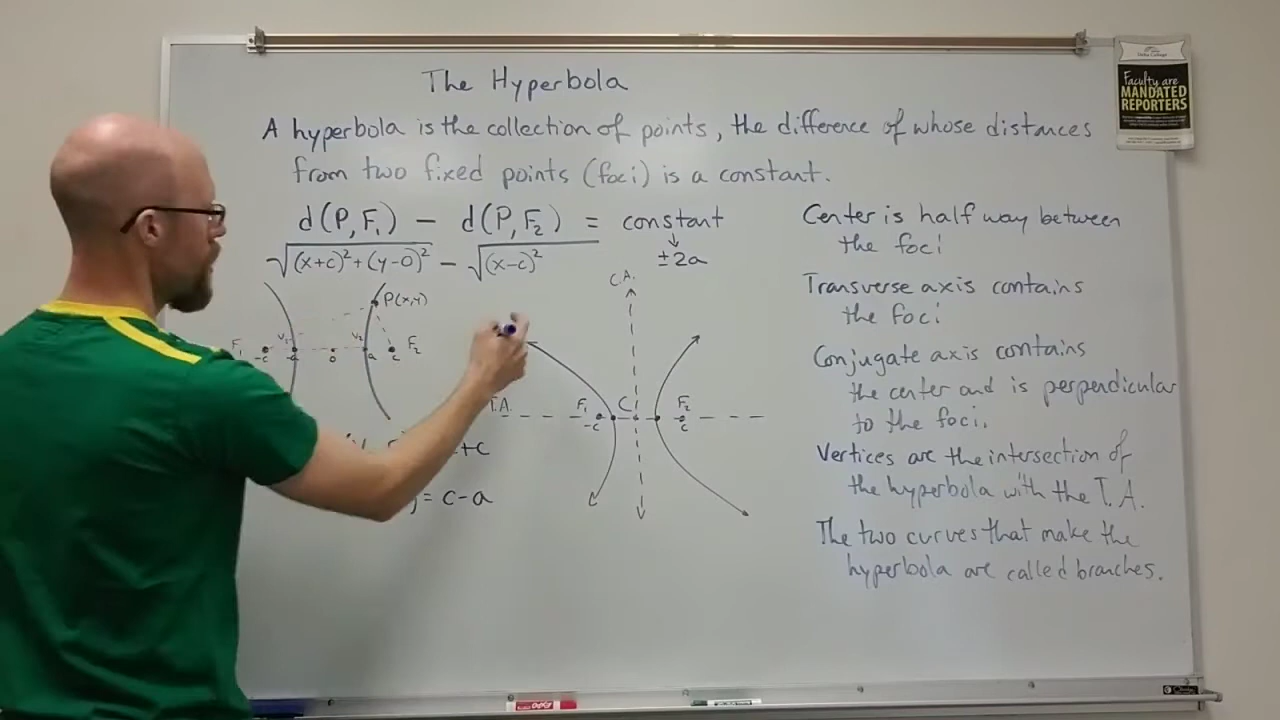 The Hyperbola
A hyperbola is the collection of points, the difference of whose distances
from two fixed points (foci) is a constant.
d(P,F₁) − d(P,F₂) = constant
↓
±2a
√(x+c)²+(y-0)² − √(x-c)²
P(x,y)
F₁ -c V₁ -a 0 V₂ a c F₂
+c
= c-a
C.A.
T.A. F₁ -c C F₂ c
Center is half way between
the foci
Transverse axis contains
the foci
Conjugate axis contains
the center and is perpendicular
to the foci.
Vertices are the intersection of
the hyperbola with the T.A.
The two curves that make the
hyperbola are called branches.
Delta College
Faculty are
MANDATED
REPORTERS
EXPO